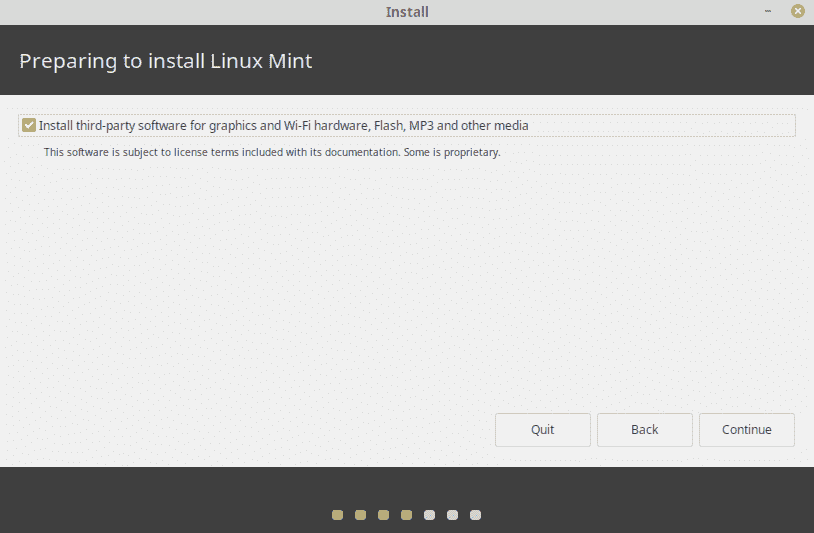 Install
Preparing to install Linux Mint
Install third-party software for graphics and Wi-Fi hardware, Flash, MP3 and other media
This software is subject to license terms included with its documentation. Some is proprietary.
Quit
Back
Continue